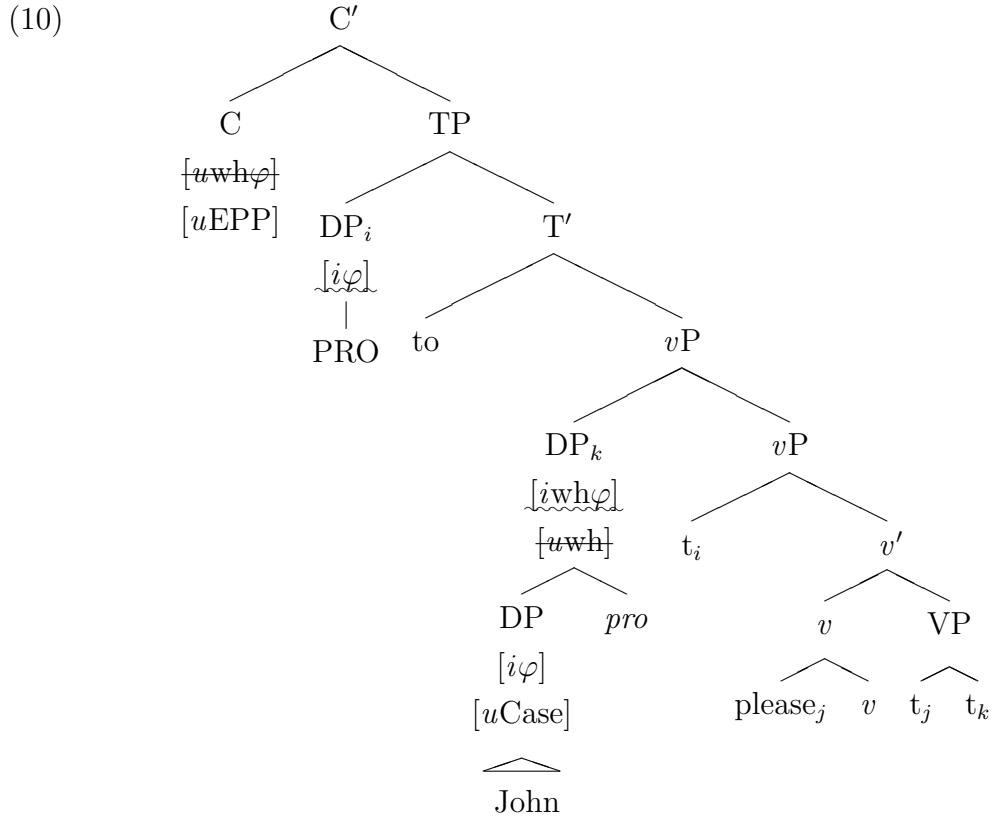 (10)
C′
C TP
[uwhφ]
[uEPP] DPᵢ T′
[iφ]
PRO to vP
DPₖ vP
[iwhφ]
[uwh] tᵢ v′
DP pro v VP
[iφ]
[uCase] pleaseⱼ v tⱼ tₖ
John